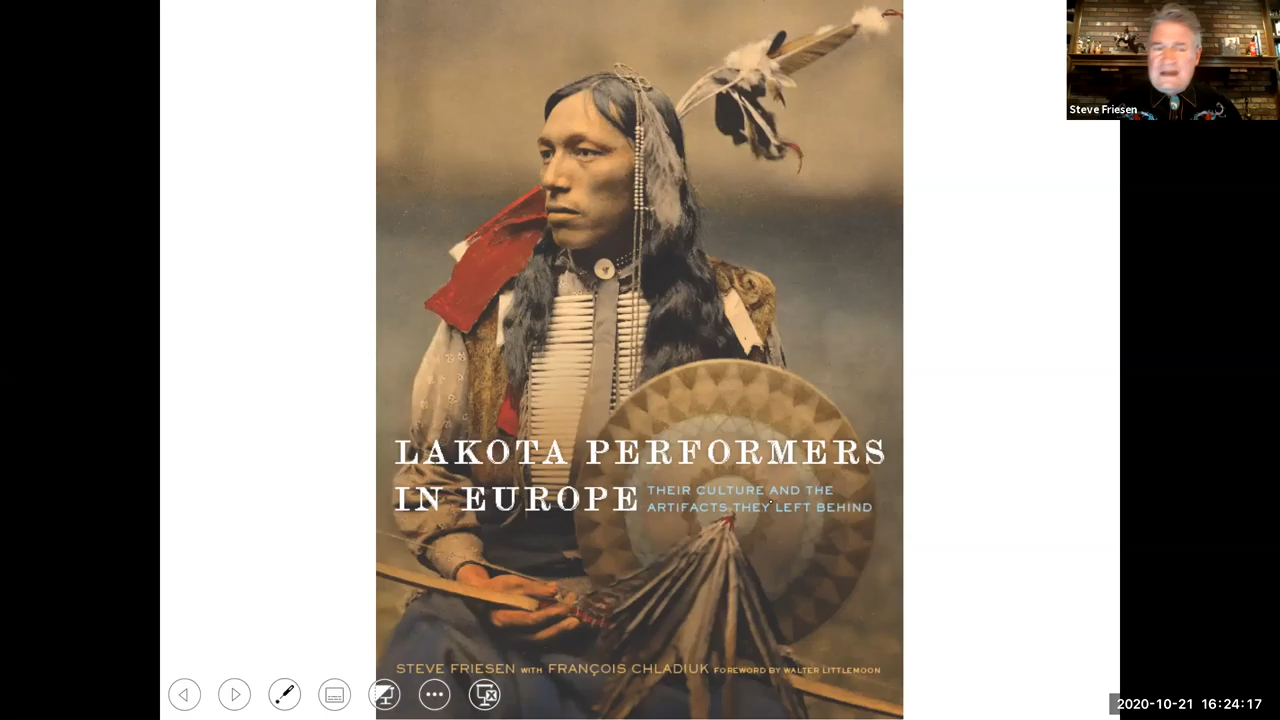 Steve Friesen
LAKOTA PERFORMERS
IN EUROPE
THEIR CULTURE AND THE
ARTIFACTS THEY LEFT BEHIND
STEVE FRIESEN WITH FRANÇOIS CHLADIUK FOREWORD BY WALTER LITTLEMOON
2020-10-21 16:24:17